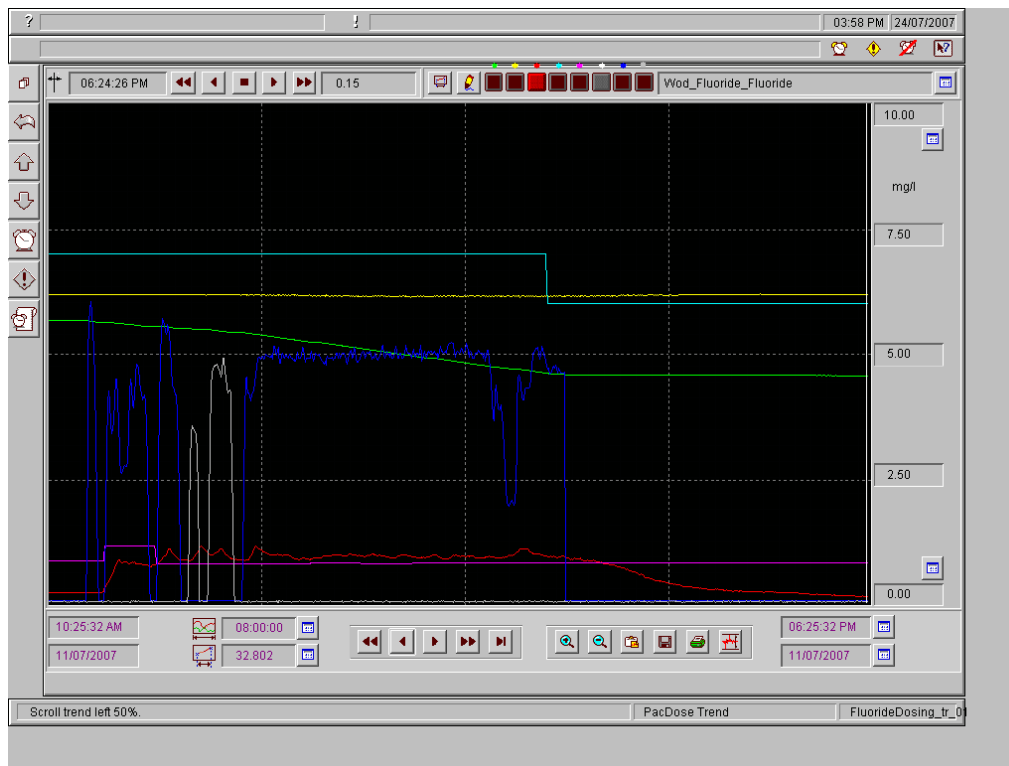 ? ! 03:58 PM 24/07/2007
06:24:26 PM 0.15 Wod_Fluoride_Fluoride
10.00
mg/l
7.50
5.00
2.50
0.00
10:25:32 AM 08:00:00 06:25:32 PM
11/07/2007 32.802 11/07/2007
Scroll trend left 50%. PacDose Trend FluorideDosing_tr_01